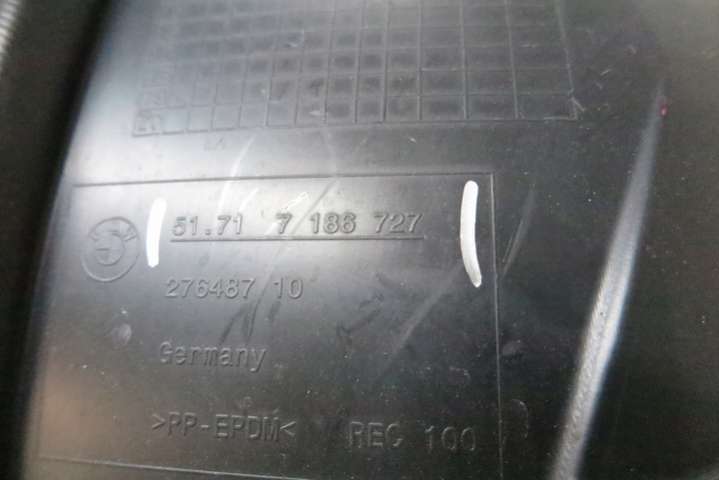 51.71 7 186 727
276487 10
Germany
>PP-EPDM< REC 100